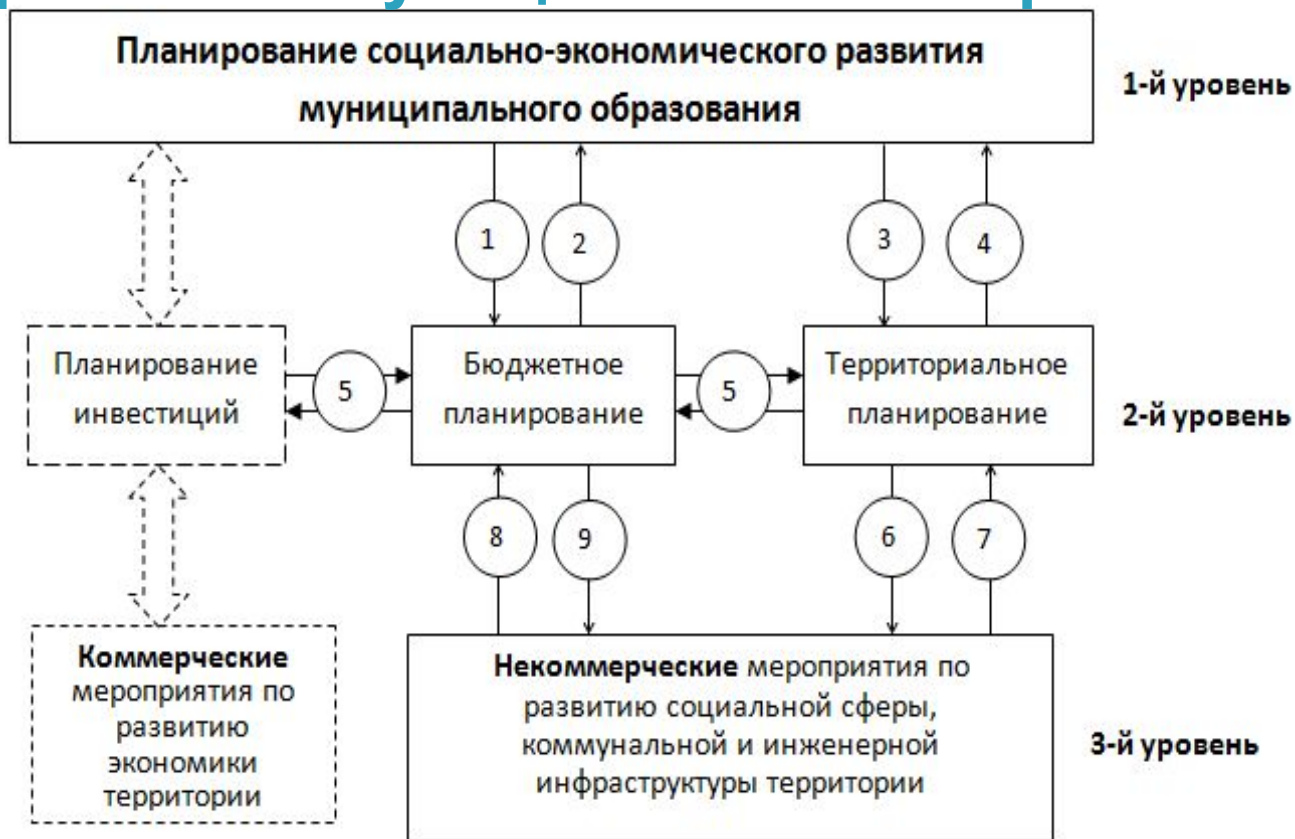 Планирование социально-экономического развития
муниципального образования
1-й уровень
1
2
3
4
Планирование
инвестиций
5
Бюджетное
планирование
5
Территориальное
планирование
2-й уровень
8
9
6
7
Коммерческие
мероприятия по
развитию
экономики
территории
Некоммерческие мероприятия по
развитию социальной сферы,
коммунальной и инженерной
инфраструктуры территории
3-й уровень